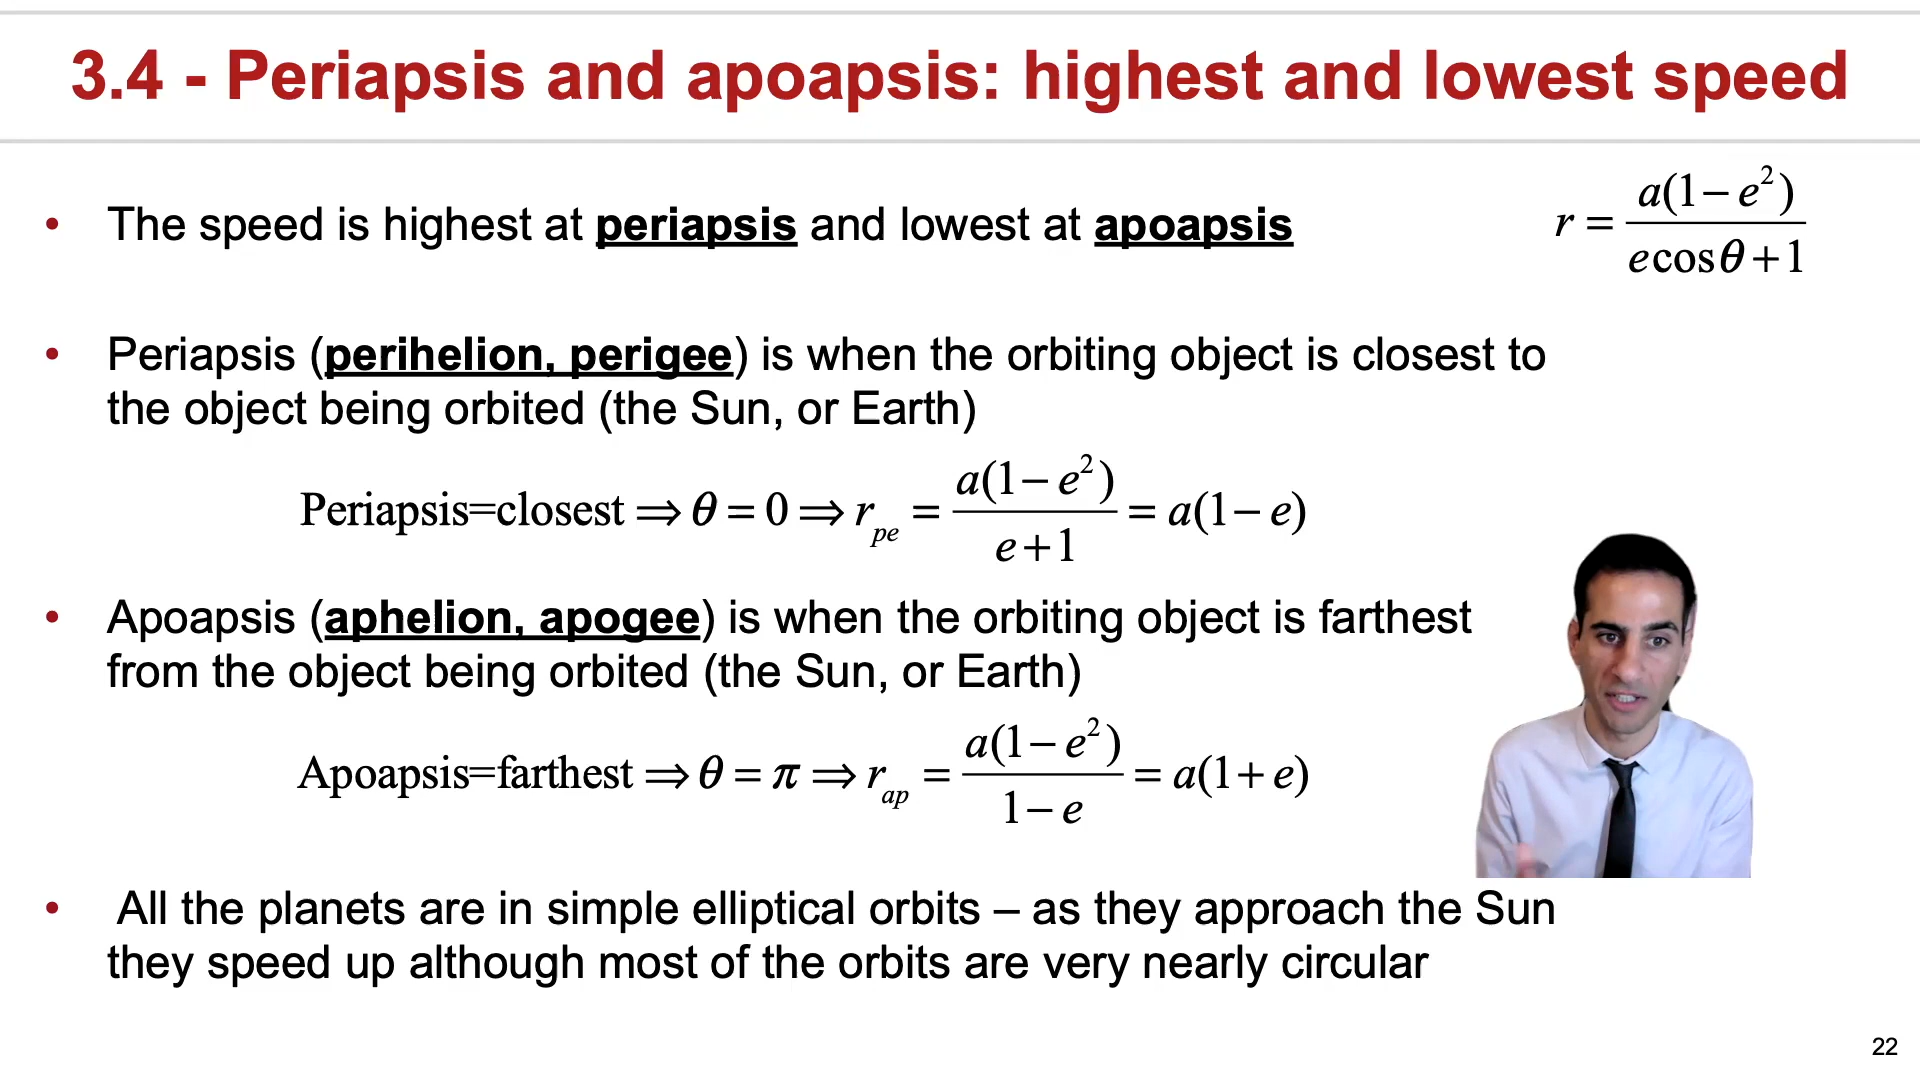 3.4 - Periapsis and apoapsis: highest and lowest speed
• The speed is highest at periapsis and lowest at apoapsis
r = a(1 − e²) / (e cos θ + 1)
• Periapsis (perihelion, perigee) is when the orbiting object is closest to
the object being orbited (the Sun, or Earth)
Periapsis=closest ⇒ θ = 0 ⇒ r_pe = a(1 − e²) / (e + 1) = a(1 − e)
• Apoapsis (aphelion, apogee) is when the orbiting object is farthest
from the object being orbited (the Sun, or Earth)
Apoapsis=farthest ⇒ θ = π ⇒ r_ap = a(1 − e²) / (1 − e) = a(1 + e)
• All the planets are in simple elliptical orbits – as they approach the Sun
they speed up although most of the orbits are very nearly circular
22